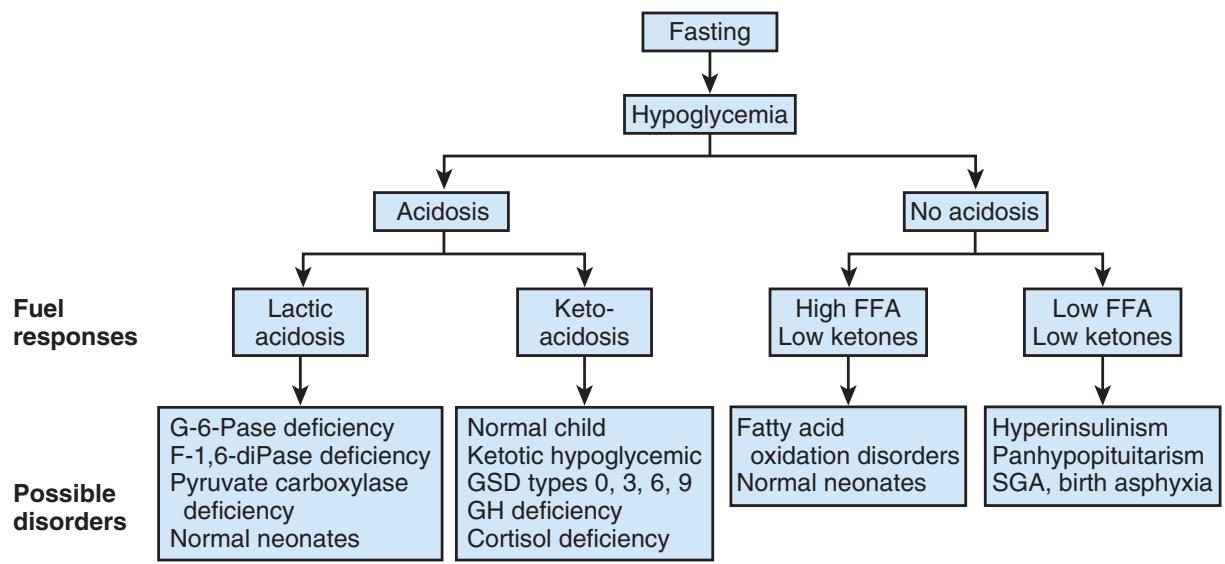 Fasting
Hypoglycemia
Acidosis
No acidosis
Fuel
responses
Lactic
acidosis
Keto-
acidosis
High FFA
Low ketones
Low FFA
Low ketones
Possible
disorders
G-6-Pase deficiency
F-1,6-diPase deficiency
Pyruvate carboxylase
deficiency
Normal neonates
Normal child
Ketotic hypoglycemic
GSD types 0, 3, 6, 9
GH deficiency
Cortisol deficiency
Fatty acid
oxidation disorders
Normal neonates
Hyperinsulinism
Panhypopituitarism
SGA, birth asphyxia